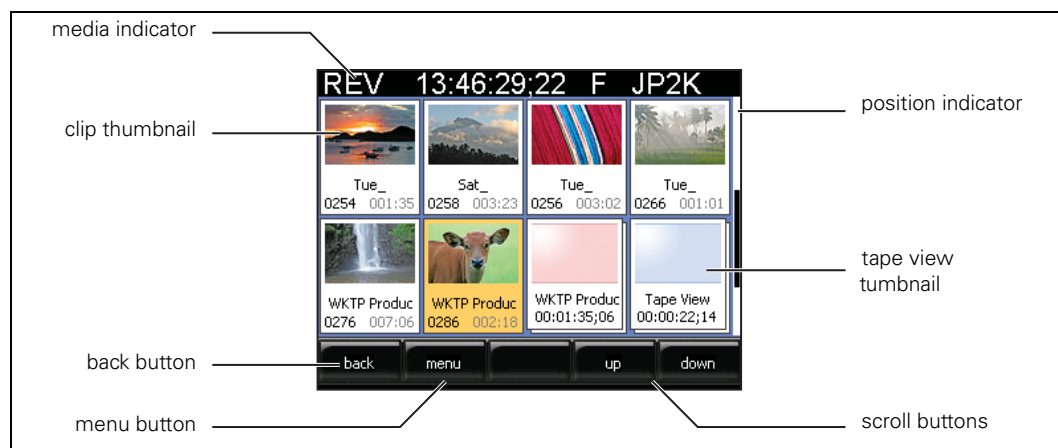 media indicator
REV 13:46:29;22 F JP2K
position indicator
clip thumbnail
Tue_ Sat_ Tue_ Tue_
0254 001:35 0258 003:23 0256 003:02 0266 001:01
tape view
tumbnail
WKTP Produc WKTP Produc WKTP Produc Tape View
0276 007:06 0286 002:18 00:01:35;06 00:00:22;14
back button
back menu up down
menu button
scroll buttons